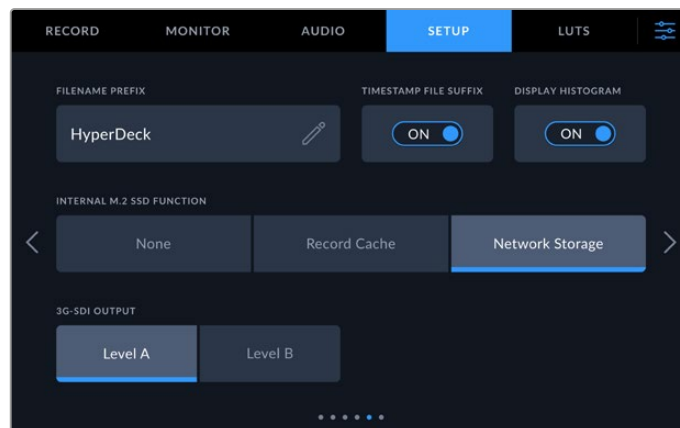 RECORD MONITOR AUDIO SETUP LUTS
FILENAME PREFIX TIMESTAMP FILE SUFFIX DISPLAY HISTOGRAM
HyperDeck ON ON
INTERNAL M.2 SSD FUNCTION
None Record Cache Network Storage
3G-SDI OUTPUT
Level A Level B